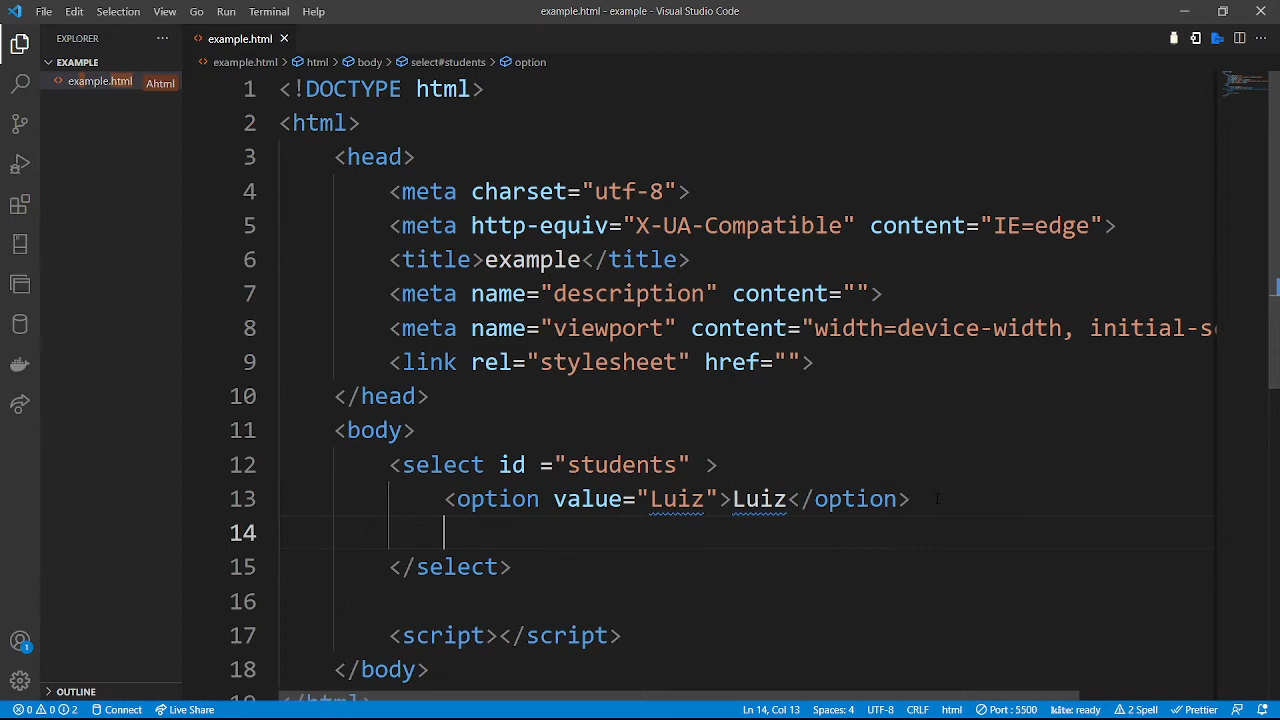 File Edit Selection View Go Run Terminal Help
example.html - example - Visual Studio Code
EXPLORER
EXAMPLE
example.html Ahtml
OUTLINE
example.html
example.html > html > body > select#students > option
1 <!DOCTYPE html>
2 <html>
3 <head>
4 <meta charset="utf-8">
5 <meta http-equiv="X-UA-Compatible" content="IE=edge">
6 <title>example</title>
7 <meta name="description" content="">
8 <meta name="viewport" content="width=device-width, initial-s
9 <link rel="stylesheet" href="">
10 </head>
11 <body>
12 <select id ="students" >
13 <option value="Luiz">Luiz</option>
14
15 </select>
16
17 <script></script>
18 </body>
1
0 0 2 Connect Live Share
Ln 14, Col 13 Spaces: 4 UTF-8 CRLF html Port : 5500 kite: ready 2 Spell Prettier